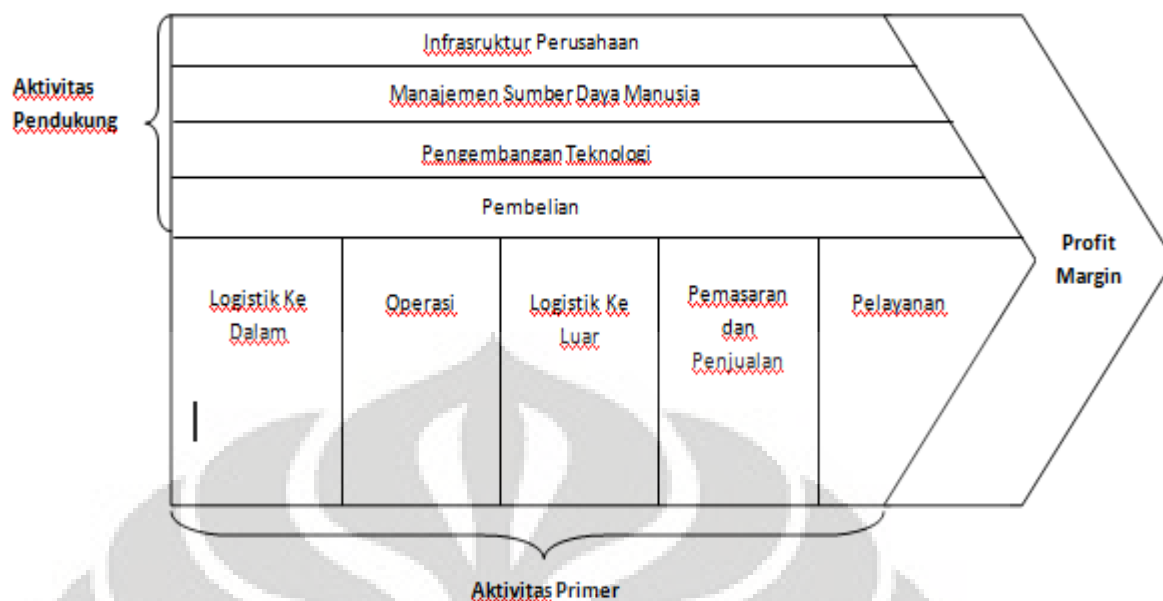 Infrasruktur Perusahaan
Aktivitas
Pendukung
Manajemen Sumber Daya Manusia
Pengembangan Teknologi
Pembelian
Profit
Margin
Logistik Ke
Dalam
Operasi
Logistik Ke
Luar
Pemasaran
dan
Penjualan
Pelayanan
Aktivitas Primer